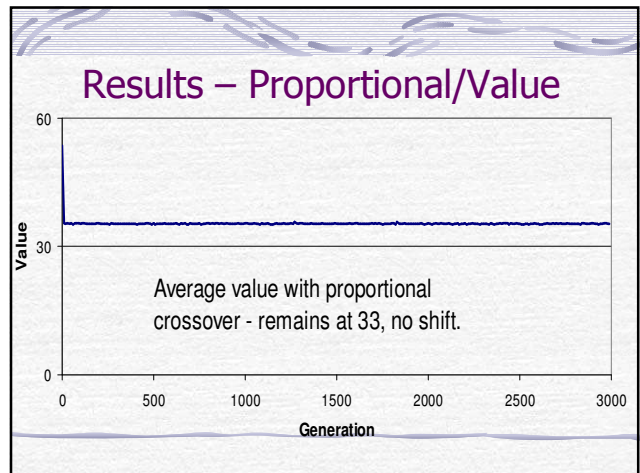 Results – Proportional/Value
60
30
0
Value
Average value with proportional
crossover - remains at 33, no shift.
0 500 1000 1500 2000 2500 3000
Generation